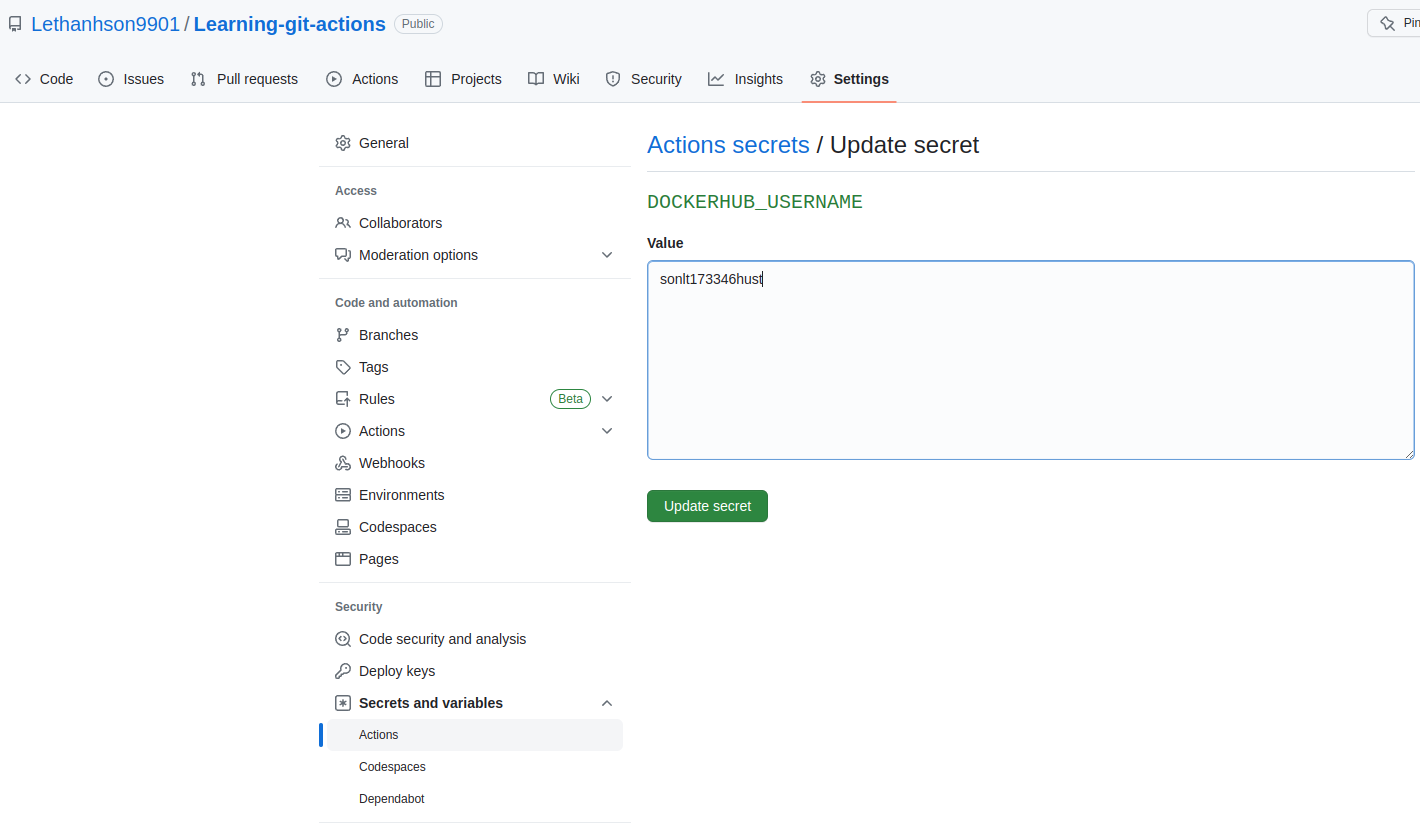 Lethanhson9901 / Learning-git-actions Public
Pin
Code Issues Pull requests Actions Projects Wiki Security Insights Settings
General
Access
Collaborators
Moderation options
Code and automation
Branches
Tags
Rules Beta
Actions
Webhooks
Environments
Codespaces
Pages
Security
Code security and analysis
Deploy keys
Secrets and variables
Actions
Codespaces
Dependabot
Actions secrets / Update secret
DOCKERHUB_USERNAME
Value
sonlt173346hust
Update secret